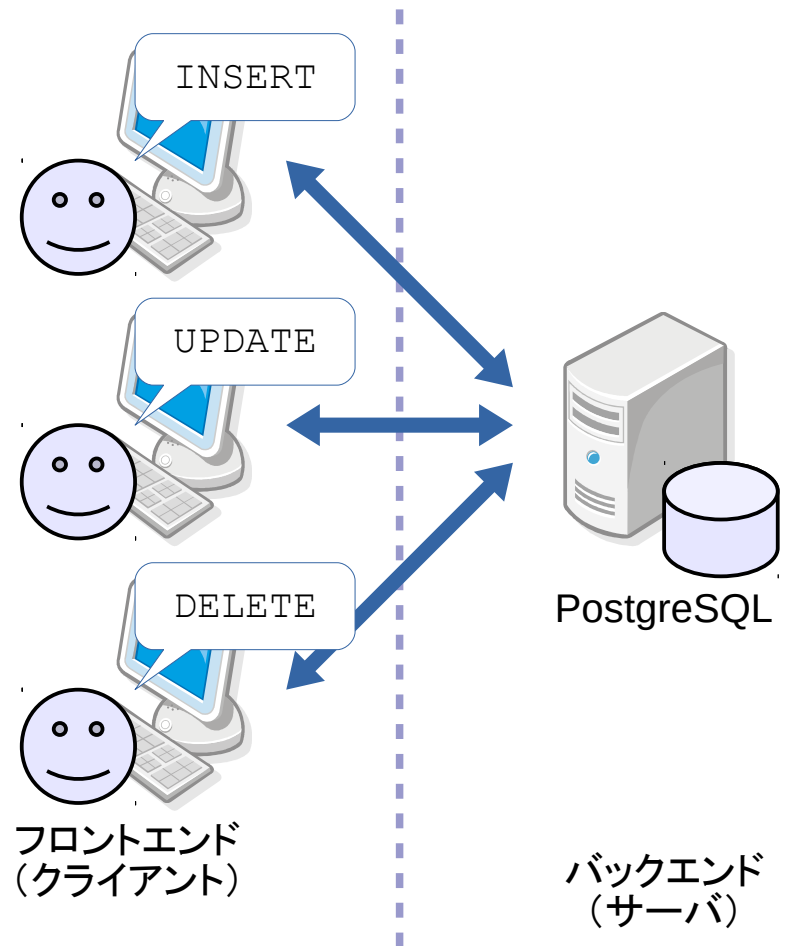 INSERT
UPDATE
DELETE
PostgreSQL
フロントエンド
（クライアント）
バックエンド
（サーバ）